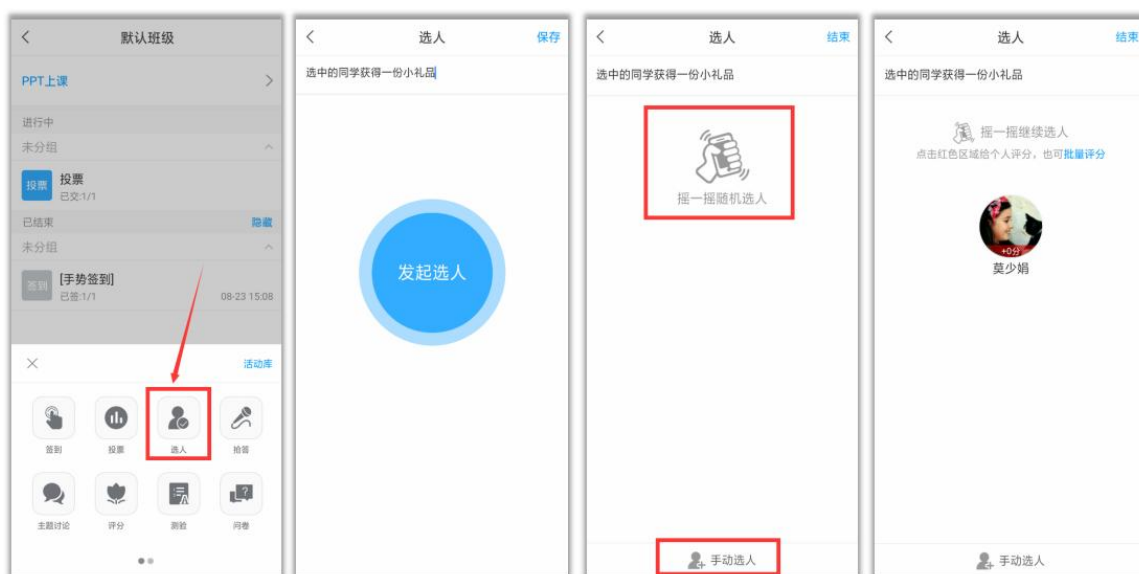 默认班级
PPT上课
进行中
未分组
投票
投票
已交:1/1
已结束
隐藏
未分组
签到
[手势签到]
已签:1/1
08-23 15:08
活动库
签到
投票
选人
抢答
主题讨论
评分
测验
问卷
选人
保存
选中的同学获得一份小礼品
发起选人
选人
结束
选中的同学获得一份小礼品
摇一摇随机选人
手动选人
选人
结束
选中的同学获得一份小礼品
摇一摇继续选人
点击红色区域给个人评分，也可批量评分
+0分
莫少娟
手动选人